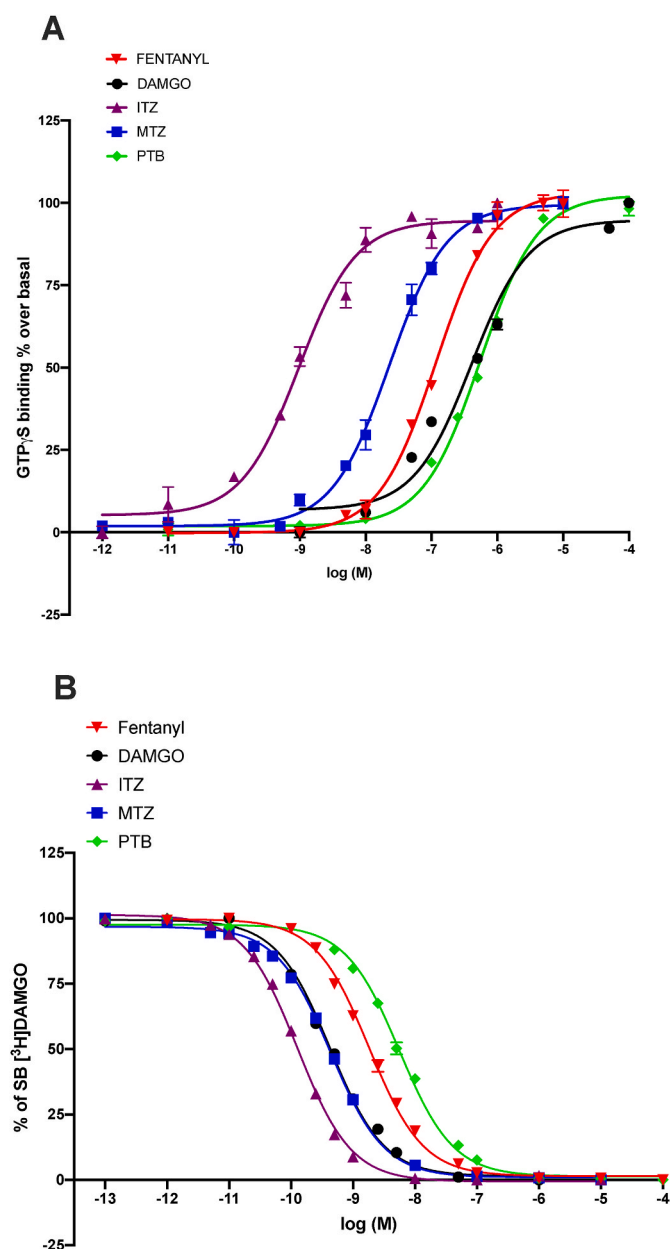 A
FENTANYL
DAMGO
ITZ
MTZ
PTB
125
100
75
50
25
0
-25
GTPγS binding % over basal
-12 -11 -10 -9 -8 -7 -6 -5 -4
log (M)
B
Fentanyl
DAMGO
ITZ
MTZ
PTB
125
100
75
50
25
0
-25
% of SB [³H]DAMGO
-13 -12 -11 -10 -9 -8 -7 -6 -5 -4
log (M)